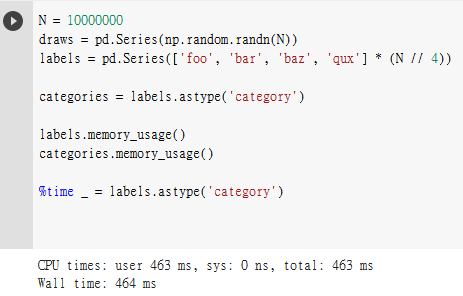 N = 10000000
draws = pd.Series(np.random.randn(N))
labels = pd.Series(['foo', 'bar', 'baz', 'qux'] * (N // 4))
categories = labels.astype('category')
labels.memory_usage()
categories.memory_usage()
%time _ = labels.astype('category')
CPU times: user 463 ms, sys: 0 ns, total: 463 ms
Wall time: 464 ms